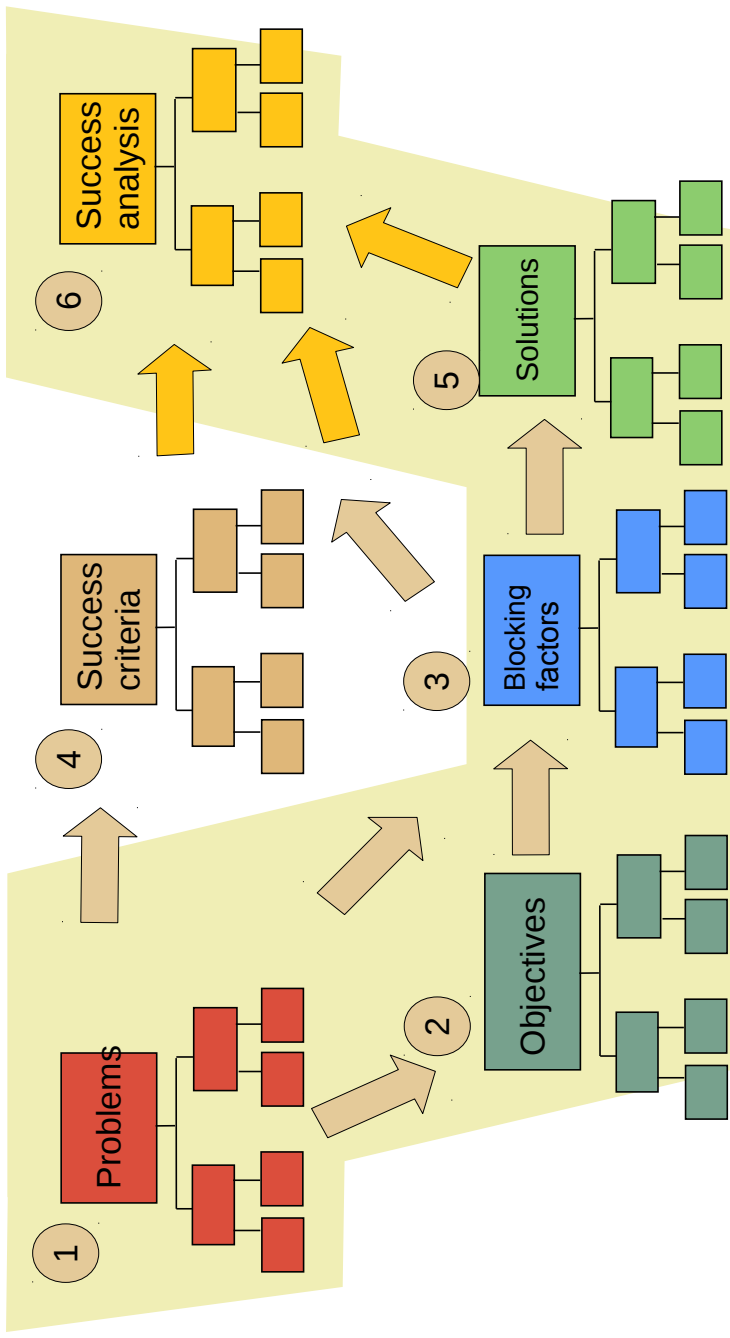 1
Problems
2
Objectives
3
Blocking
factors
4
Success
criteria
5
Solutions
6
Success
analysis